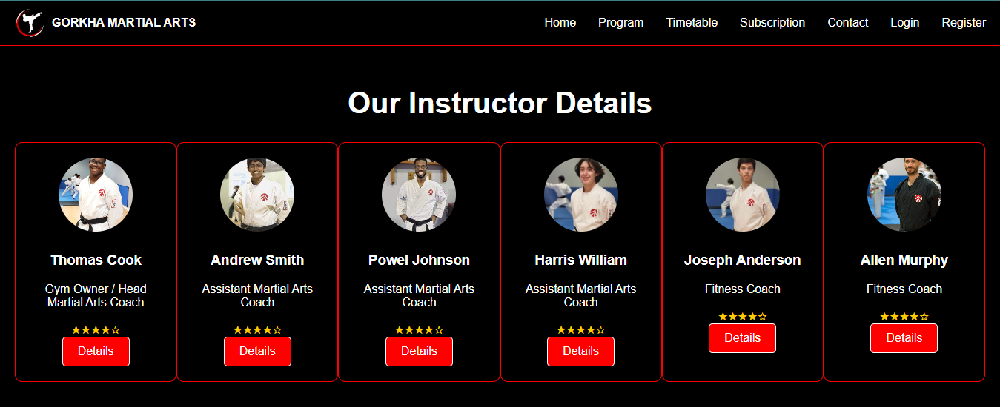 GORKHA MARTIAL ARTS
Home Program Timetable Subscription Contact Login Register
Our Instructor Details
Thomas Cook
Gym Owner / Head
Martial Arts Coach
★★★★☆
Details
Andrew Smith
Assistant Martial Arts
Coach
★★★★☆
Details
Powel Johnson
Assistant Martial Arts
Coach
★★★★☆
Details
Harris William
Assistant Martial Arts
Coach
★★★★☆
Details
Joseph Anderson
Fitness Coach
★★★★☆
Details
Allen Murphy
Fitness Coach
★★★★☆
Details